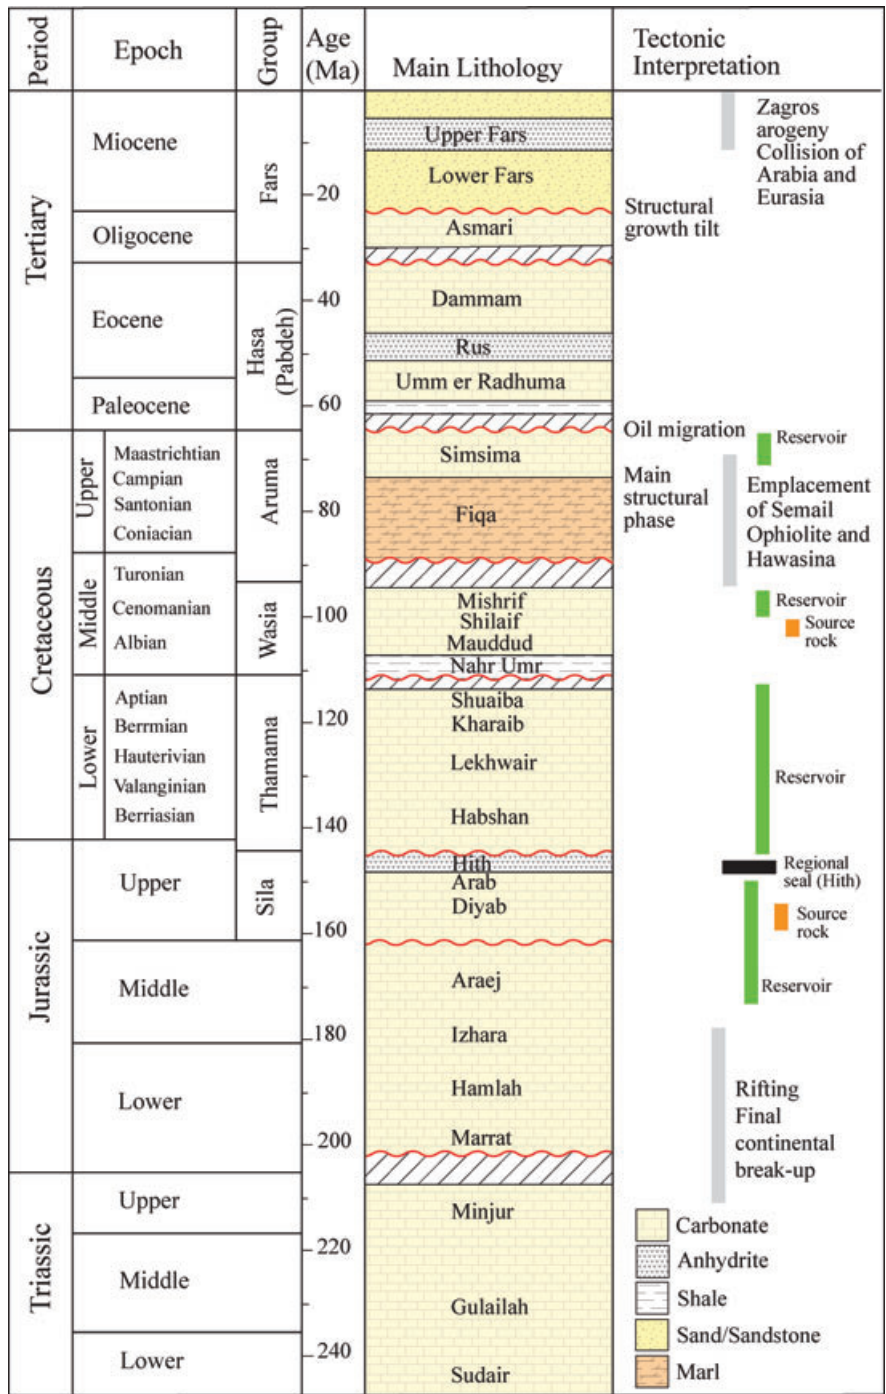 Period
Epoch
Group
Age
(Ma)
Main Lithology
Tectonic
Interpretation
Tertiary
Miocene
Oligocene
Eocene
Paleocene
Fars
Hasa
(Pabdeh)
20
40
60
Upper Fars
Lower Fars
Asmari
Dammam
Rus
Umm er Radhuma
Zagros
arogeny
Collision of
Arabia and
Eurasia
Structural
growth tilt
Cretaceous
Upper
Maastrichtian
Campian
Santonian
Coniacian
Middle
Turonian
Cenomanian
Albian
Lower
Aptian
Berrmian
Hauterivian
Valanginian
Berriasian
Aruma
Wasia
Thamama
80
100
120
140
Simsima
Fiqa
Mishrif
Shilaif
Mauddud
Nahr Umr
Shuaiba
Kharaib
Lekhwair
Habshan
Oil migration
Reservoir
Main
structural
phase
Emplacement
of Semail
Ophiolite and
Hawasina
Reservoir
Source
rock
Reservoir
Jurassic
Upper
Middle
Lower
Sila
160
180
200
Hith
Arab
Diyab
Araej
Izhara
Hamlah
Marrat
Regional
seal (Hith)
Source
rock
Reservoir
Rifting
Final
continental
break-up
Triassic
Upper
Middle
Lower
220
240
Minjur
Gulailah
Sudair
Carbonate
Anhydrite
Shale
Sand/Sandstone
Marl